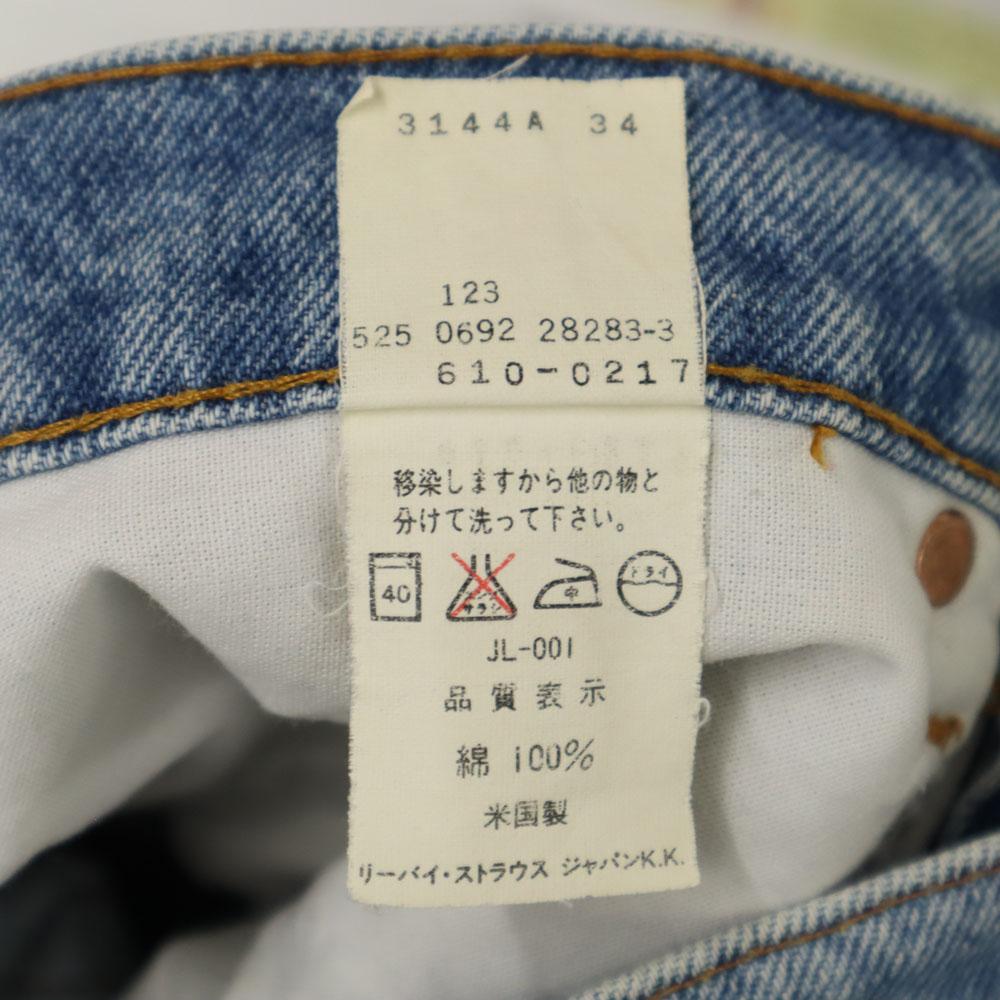 3144A 34
123
525 0692 28283-3
610-0217
移染しますから他の物と
分けて洗って下さい。
40 サラシ 中 ドライ
JL-001
品質表示
綿 100%
米国製
リーバイ・ストラウス ジャパンK.K.